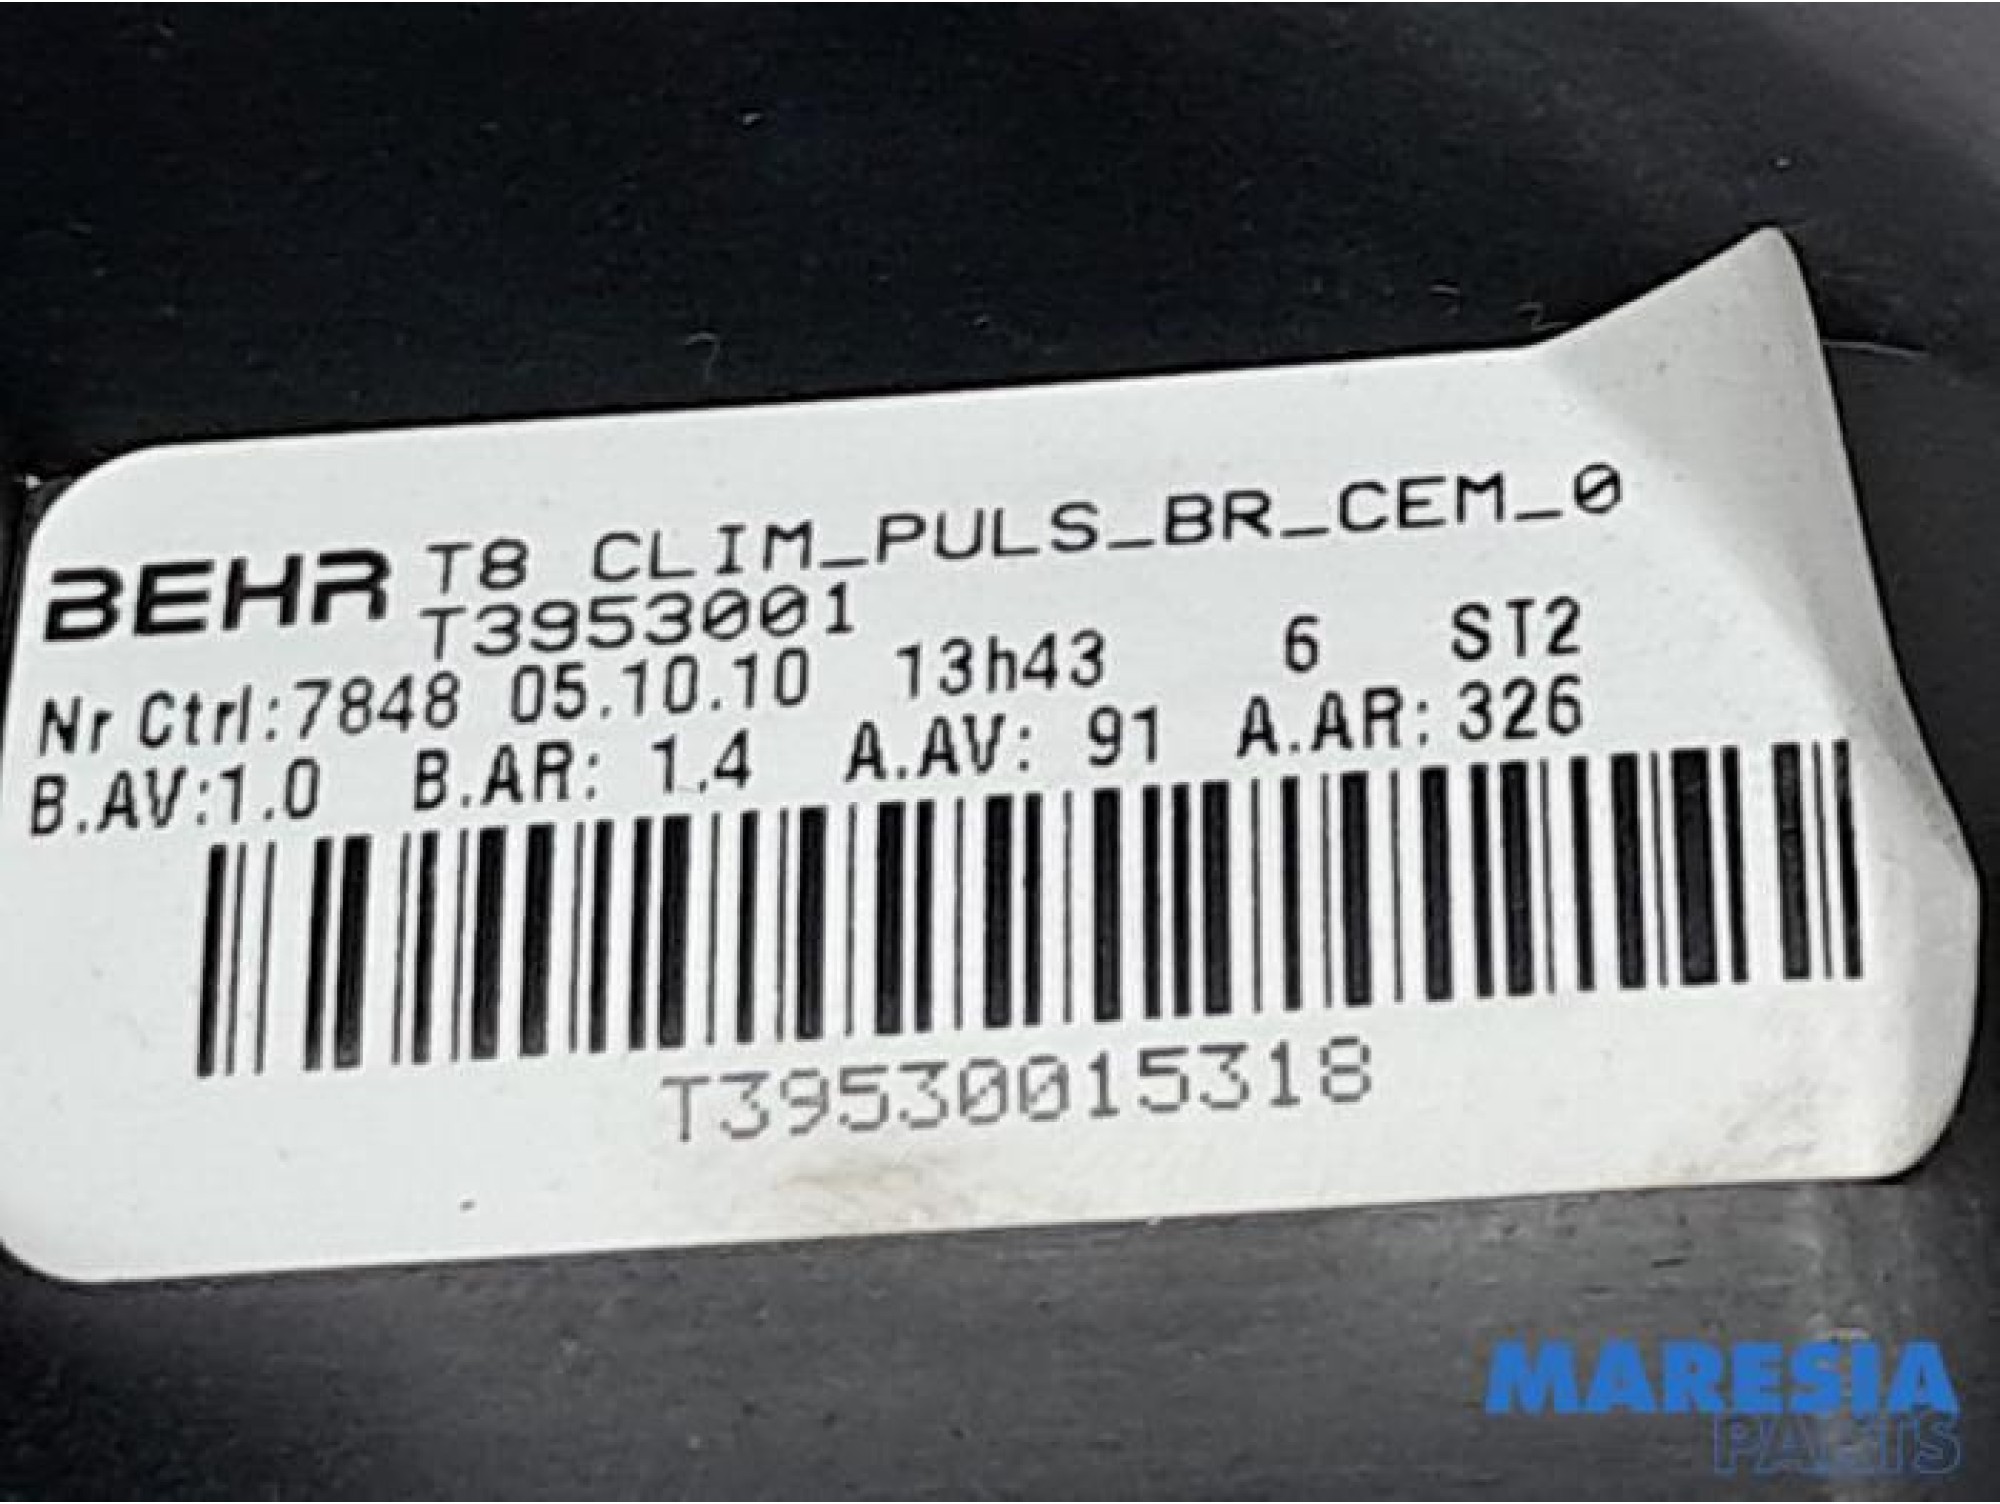 BEHR T8 CLIM_PULS_BR_CEM_0
T3953001
Nr Ctrl:7848 05.10.10 13h43 6 ST2
B.AV:1.0 B.AR: 1.4 A.AV: 91 A.AR:326
T39530015318
MARESIA
PARTS